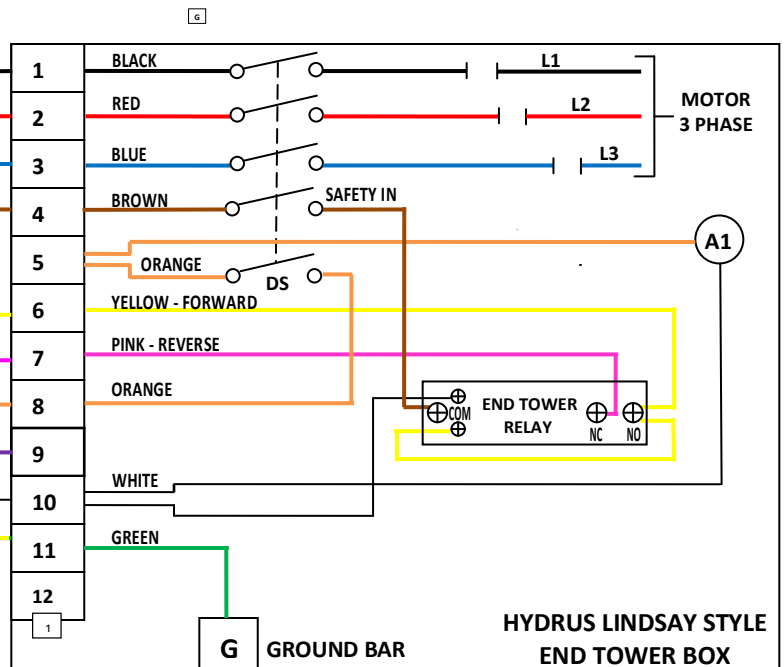 G
1
BLACK
L1
2
RED
L2
MOTOR
3 PHASE
3
BLUE
L3
4
BROWN
SAFETY IN
A1
5
ORANGE
DS
6
YELLOW - FORWARD
7
PINK - REVERSE
8
ORANGE
COM
END TOWER
RELAY
NC
NO
9
10
WHITE
11
GREEN
12
1
G
GROUND BAR
HYDRUS LINDSAY STYLE
END TOWER BOX